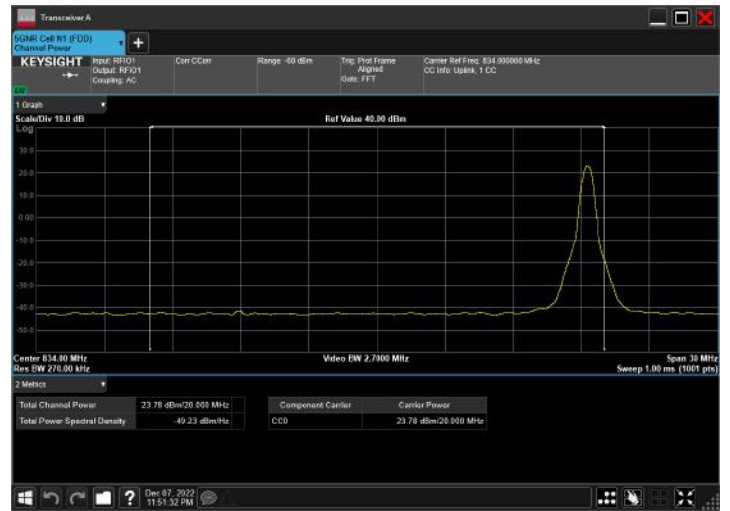 Transceiver A
5GNR Cell N1 (FDD)
Channel Power
KEYSIGHT
Input: RFIO1
Output: RFIO1
Coupling: AC
Corr CCorr
Range -60 dBm
Trig: Prot Frame
Aligned
Gate: FFT
Carrier Ref Freq: 834.000000 MHz
CC Info: Uplink, 1 CC
1 Graph
Scale/Div 10.0 dB
Ref Value 40.00 dBm
Log
30.0
20.0
10.0
0.00
-10.0
-20.0
-30.0
-40.0
-50.0
Center 834.00 MHz
Video BW 2.7000 MHz
Span 30 MHz
Res BW 270.00 kHz
Sweep 1.00 ms (1001 pts)
2 Metrics
Total Channel Power 23.78 dBm/20.000 MHz
Total Power Spectral Density -49.23 dBm/Hz
Component Carrier Carrier Power
CC0 23.78 dBm/20.000 MHz
?
Dec 07, 2022
11:51:32 PM